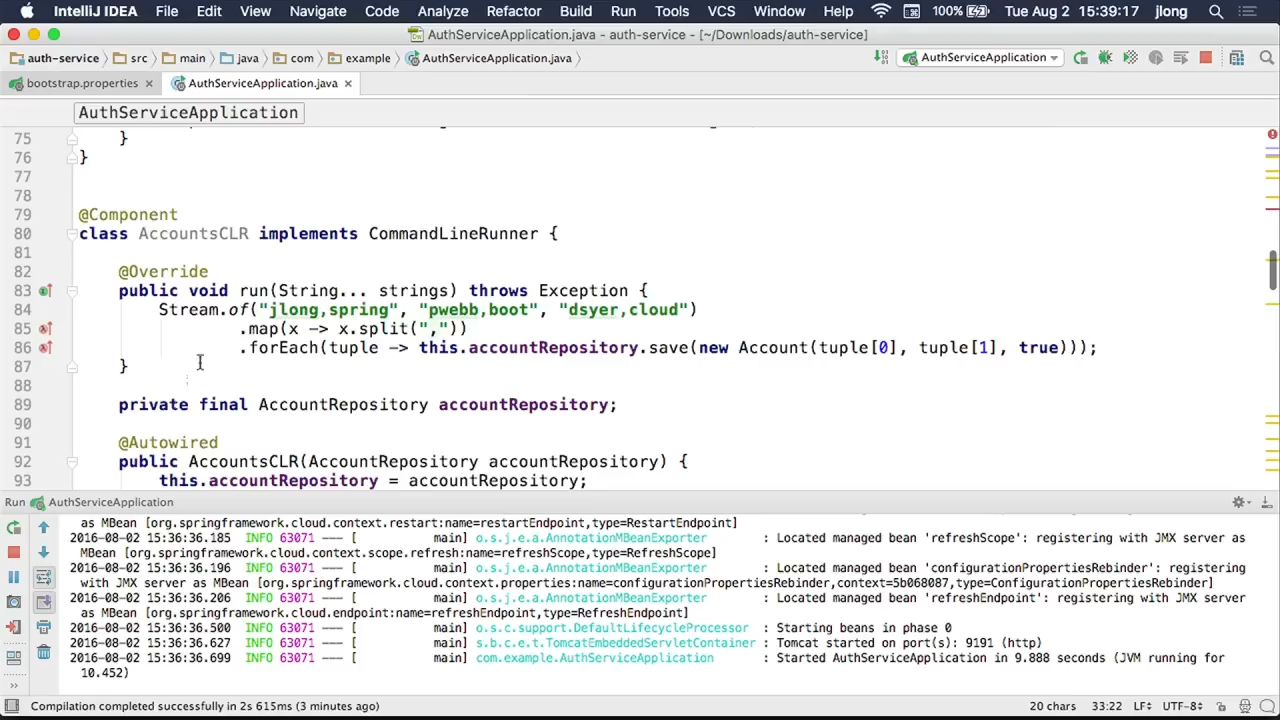 IntelliJ IDEA File Edit View Navigate Code Analyze Refactor Build Run Tools VCS Window Help 100% Tue Aug 2 15:39:17 jlong
AuthServiceApplication.java - auth-service - [~/Downloads/auth-service]
auth-service src main java com example AuthServiceApplication.java AuthServiceApplication
bootstrap.properties AuthServiceApplication.java
AuthServiceApplication
75 }
76 }
77
78
79 @Component
80 class AccountsCLR implements CommandLineRunner {
81
82 @Override
83 public void run(String... strings) throws Exception {
84 Stream.of("jlong,spring", "pwebb,boot", "dsyer,cloud")
85 .map(x -> x.split(","))
86 .forEach(tuple -> this.accountRepository.save(new Account(tuple[0], tuple[1], true)));
87 }
88
89 private final AccountRepository accountRepository;
90
91 @Autowired
92 public AccountsCLR(AccountRepository accountRepository) {
93 this.accountRepository = accountRepository;
Run AuthServiceApplication
as MBean [org.springframework.cloud.context.restart:name=restartEndpoint,type=RestartEndpoint]
2016-08-02 15:36:36.185 INFO 63071 --- [ main] o.s.j.e.a.AnnotationMBeanExporter : Located managed bean 'refreshScope': registering with JMX server as
MBean [org.springframework.cloud.context.scope.refresh:name=refreshScope,type=RefreshScope]
2016-08-02 15:36:36.196 INFO 63071 --- [ main] o.s.j.e.a.AnnotationMBeanExporter : Located managed bean 'configurationPropertiesRebinder': registering
with JMX server as MBean [org.springframework.cloud.context.properties:name=configurationPropertiesRebinder,context=5b068087,type=ConfigurationPropertiesRebinder]
2016-08-02 15:36:36.206 INFO 63071 --- [ main] o.s.j.e.a.AnnotationMBeanExporter : Located managed bean 'refreshEndpoint': registering with JMX server
as MBean [org.springframework.cloud.endpoint:name=refreshEndpoint,type=RefreshEndpoint]
2016-08-02 15:36:36.500 INFO 63071 --- [ main] o.s.c.support.DefaultLifecycleProcessor : Starting beans in phase 0
2016-08-02 15:36:36.627 INFO 63071 --- [ main] s.b.c.e.t.TomcatEmbeddedServletContainer : Tomcat started on port(s): 9191 (http)
2016-08-02 15:36:36.699 INFO 63071 --- [ main] com.example.AuthServiceApplication : Started AuthServiceApplication in 9.888 seconds (JVM running for
10.452)
Compilation completed successfully in 2s 615ms (3 minutes ago) 20 chars 33:22 LF UTF-8